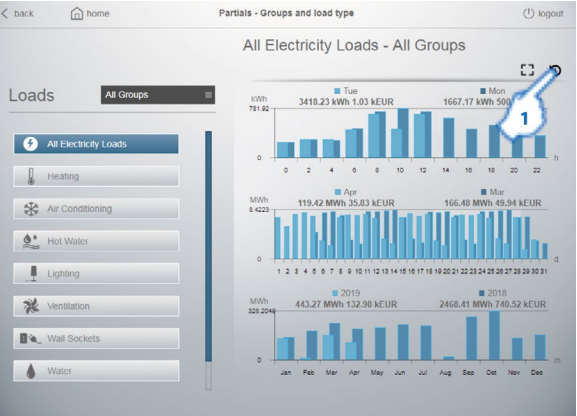 back home Partials - Groups and load type logout
All Electricity Loads - All Groups
Loads All Groups
All Electricity Loads
Heating
Air Conditioning
Hot Water
Lighting
Ventilation
Wall Sockets
Water
kWh Tue Mon
781.92 3418.23 kWh 1.03 kEUR 1667.17 kWh 500
1
0 h
0 2 4 6 8 10 12 14 16 18 20 22
MWh Apr Mar
8.4223 119.42 MWh 35.83 kEUR 166.48 MWh 49.94 kEUR
0 d
1 2 3 4 5 6 7 8 9 10 11 12 13 14 15 16 17 18 19 20 21 22 23 24 25 26 27 28 29 30 31
MWh 2019 2018
328.2049 443.27 MWh 132.98 kEUR 2468.41 MWh 740.52 kEUR
0 m
Jan Feb Mar Apr May Jun Jul Aug Sep Oct Nov Dec